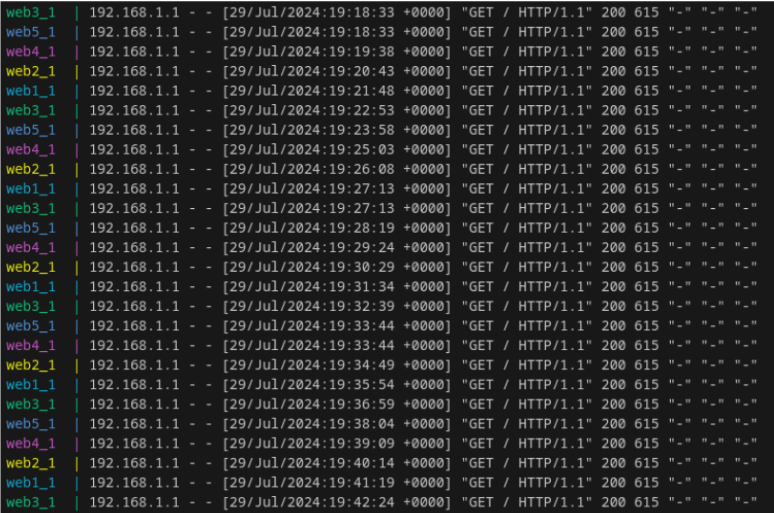 web3_1 | 192.168.1.1 - - [29/Jul/2024:19:18:33 +0000] "GET / HTTP/1.1" 200 615 "-" "-" "-"
web5_1 | 192.168.1.1 - - [29/Jul/2024:19:18:33 +0000] "GET / HTTP/1.1" 200 615 "-" "-" "-"
web4_1 | 192.168.1.1 - - [29/Jul/2024:19:19:38 +0000] "GET / HTTP/1.1" 200 615 "-" "-" "-"
web2_1 | 192.168.1.1 - - [29/Jul/2024:19:20:43 +0000] "GET / HTTP/1.1" 200 615 "-" "-" "-"
web1_1 | 192.168.1.1 - - [29/Jul/2024:19:21:48 +0000] "GET / HTTP/1.1" 200 615 "-" "-" "-"
web3_1 | 192.168.1.1 - - [29/Jul/2024:19:22:53 +0000] "GET / HTTP/1.1" 200 615 "-" "-" "-"
web5_1 | 192.168.1.1 - - [29/Jul/2024:19:23:58 +0000] "GET / HTTP/1.1" 200 615 "-" "-" "-"
web4_1 | 192.168.1.1 - - [29/Jul/2024:19:25:03 +0000] "GET / HTTP/1.1" 200 615 "-" "-" "-"
web2_1 | 192.168.1.1 - - [29/Jul/2024:19:26:08 +0000] "GET / HTTP/1.1" 200 615 "-" "-" "-"
web1_1 | 192.168.1.1 - - [29/Jul/2024:19:27:13 +0000] "GET / HTTP/1.1" 200 615 "-" "-" "-"
web3_1 | 192.168.1.1 - - [29/Jul/2024:19:27:13 +0000] "GET / HTTP/1.1" 200 615 "-" "-" "-"
web5_1 | 192.168.1.1 - - [29/Jul/2024:19:28:19 +0000] "GET / HTTP/1.1" 200 615 "-" "-" "-"
web4_1 | 192.168.1.1 - - [29/Jul/2024:19:29:24 +0000] "GET / HTTP/1.1" 200 615 "-" "-" "-"
web2_1 | 192.168.1.1 - - [29/Jul/2024:19:30:29 +0000] "GET / HTTP/1.1" 200 615 "-" "-" "-"
web1_1 | 192.168.1.1 - - [29/Jul/2024:19:31:34 +0000] "GET / HTTP/1.1" 200 615 "-" "-" "-"
web3_1 | 192.168.1.1 - - [29/Jul/2024:19:32:39 +0000] "GET / HTTP/1.1" 200 615 "-" "-" "-"
web5_1 | 192.168.1.1 - - [29/Jul/2024:19:33:44 +0000] "GET / HTTP/1.1" 200 615 "-" "-" "-"
web4_1 | 192.168.1.1 - - [29/Jul/2024:19:33:44 +0000] "GET / HTTP/1.1" 200 615 "-" "-" "-"
web2_1 | 192.168.1.1 - - [29/Jul/2024:19:34:49 +0000] "GET / HTTP/1.1" 200 615 "-" "-" "-"
web1_1 | 192.168.1.1 - - [29/Jul/2024:19:35:54 +0000] "GET / HTTP/1.1" 200 615 "-" "-" "-"
web3_1 | 192.168.1.1 - - [29/Jul/2024:19:36:59 +0000] "GET / HTTP/1.1" 200 615 "-" "-" "-"
web5_1 | 192.168.1.1 - - [29/Jul/2024:19:38:04 +0000] "GET / HTTP/1.1" 200 615 "-" "-" "-"
web4_1 | 192.168.1.1 - - [29/Jul/2024:19:39:09 +0000] "GET / HTTP/1.1" 200 615 "-" "-" "-"
web2_1 | 192.168.1.1 - - [29/Jul/2024:19:40:14 +0000] "GET / HTTP/1.1" 200 615 "-" "-" "-"
web1_1 | 192.168.1.1 - - [29/Jul/2024:19:41:19 +0000] "GET / HTTP/1.1" 200 615 "-" "-" "-"
web3_1 | 192.168.1.1 - - [29/Jul/2024:19:42:24 +0000] "GET / HTTP/1.1" 200 615 "-" "-" "-"